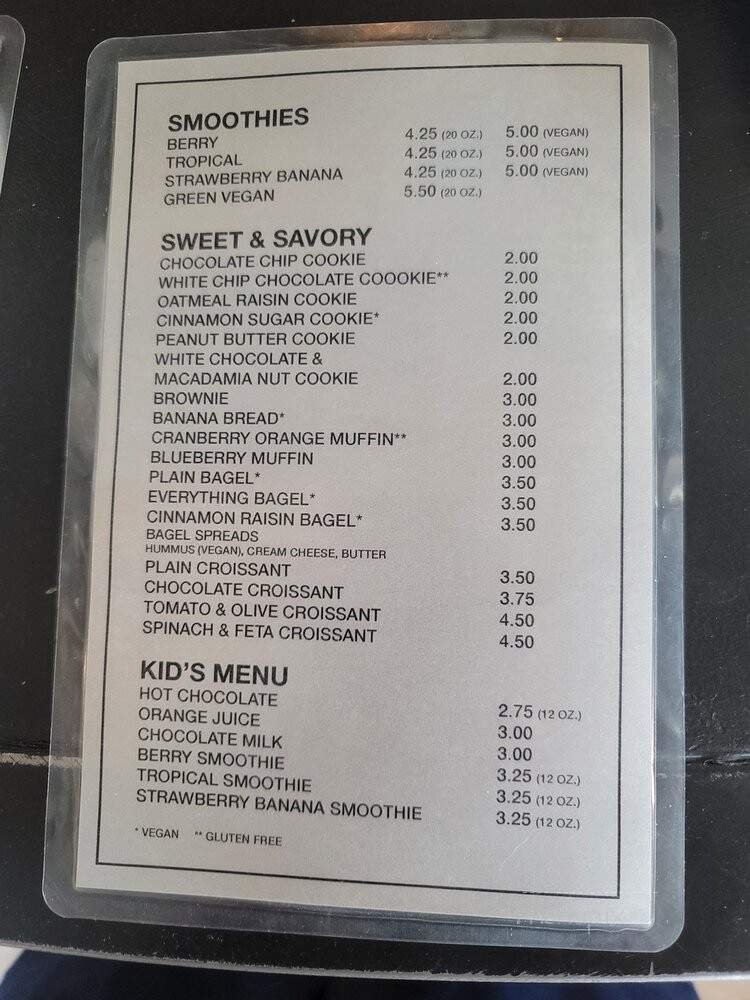 SMOOTHIES
BERRY 4.25 (20 OZ.) 5.00 (VEGAN)
TROPICAL 4.25 (20 OZ.) 5.00 (VEGAN)
STRAWBERRY BANANA 4.25 (20 OZ.) 5.00 (VEGAN)
GREEN VEGAN 5.50 (20 OZ.)
SWEET & SAVORY
CHOCOLATE CHIP COOKIE 2.00
WHITE CHIP CHOCOLATE COOOKIE** 2.00
OATMEAL RAISIN COOKIE 2.00
CINNAMON SUGAR COOKIE* 2.00
PEANUT BUTTER COOKIE 2.00
WHITE CHOCOLATE &
MACADAMIA NUT COOKIE 2.00
BROWNIE 3.00
BANANA BREAD* 3.00
CRANBERRY ORANGE MUFFIN** 3.00
BLUEBERRY MUFFIN 3.00
PLAIN BAGEL* 3.50
EVERYTHING BAGEL* 3.50
CINNAMON RAISIN BAGEL* 3.50
BAGEL SPREADS
HUMMUS (VEGAN), CREAM CHEESE, BUTTER
PLAIN CROISSANT 3.50
CHOCOLATE CROISSANT 3.75
TOMATO & OLIVE CROISSANT 4.50
SPINACH & FETA CROISSANT 4.50
KID'S MENU
HOT CHOCOLATE 2.75 (12 OZ.)
ORANGE JUICE 3.00
CHOCOLATE MILK 3.00
BERRY SMOOTHIE 3.25 (12 OZ.)
TROPICAL SMOOTHIE 3.25 (12 OZ.)
STRAWBERRY BANANA SMOOTHIE 3.25 (12 OZ.)
* VEGAN ** GLUTEN FREE